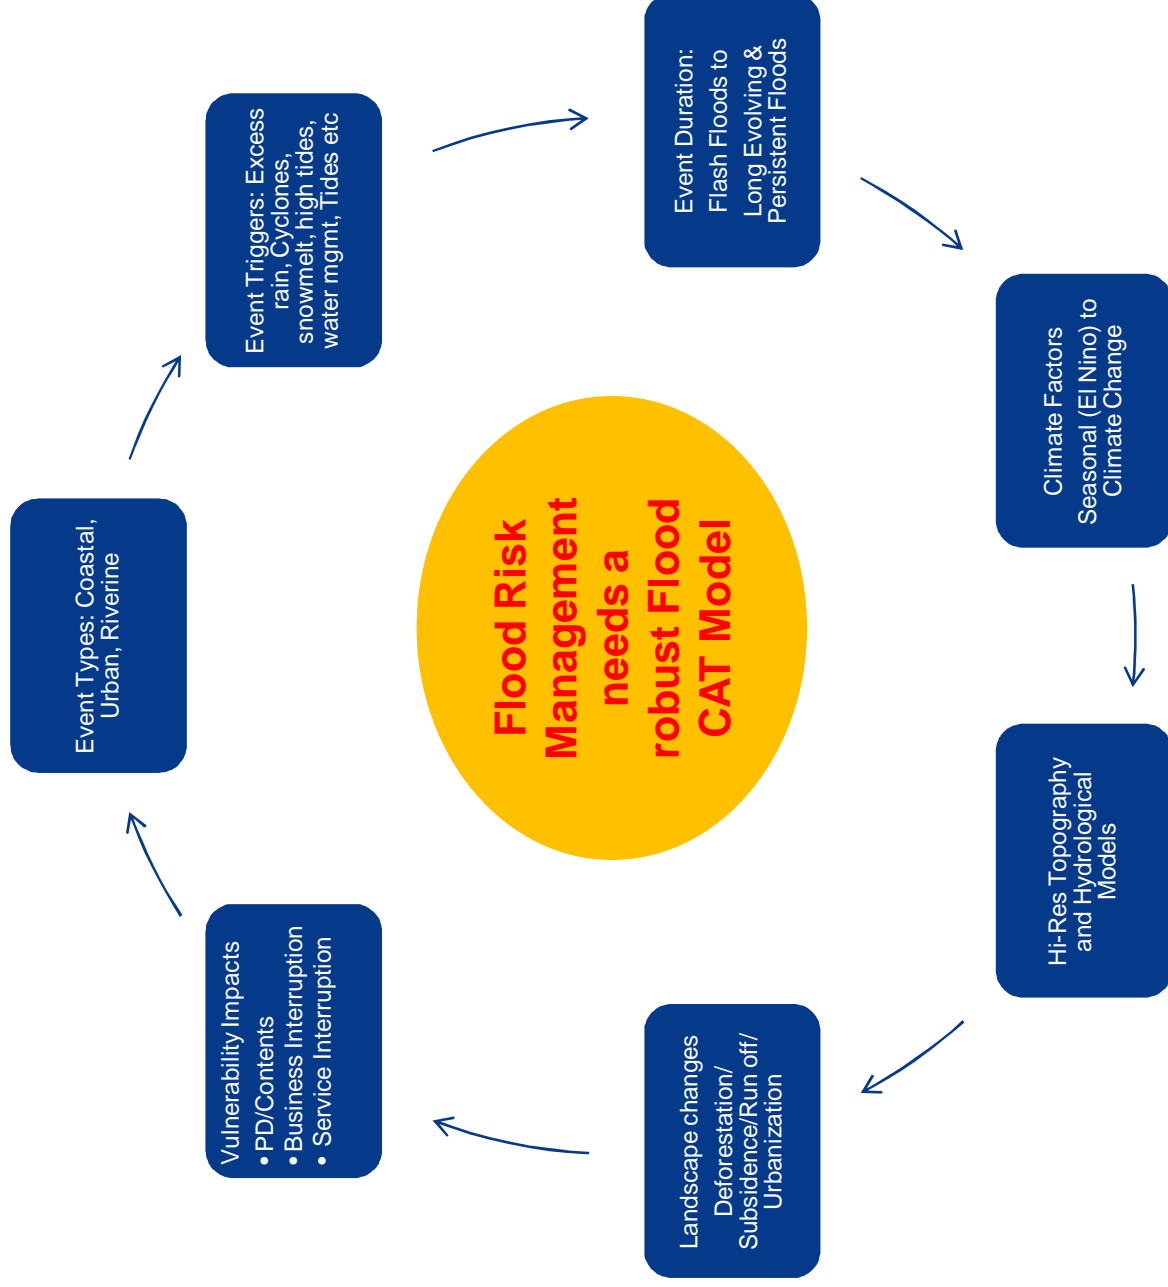 Event Types: Coastal,
Urban, Riverine
Event Triggers: Excess
rain, Cyclones,
snowmelt, high tides,
water mgmt, Tides etc
Event Duration:
Flash Floods to
Long Evolving &
Persistent Floods
Climate Factors
Seasonal (El Nino) to
Climate Change
Hi-Res Topography
and Hydrological
Models
Landscape changes
Deforestation/
Subsidence/Run off/
Urbanization
Vulnerability Impacts
• PD/Contents
• Business Interruption
• Service Interruption
Flood Risk
Management
needs a
robust Flood
CAT Model